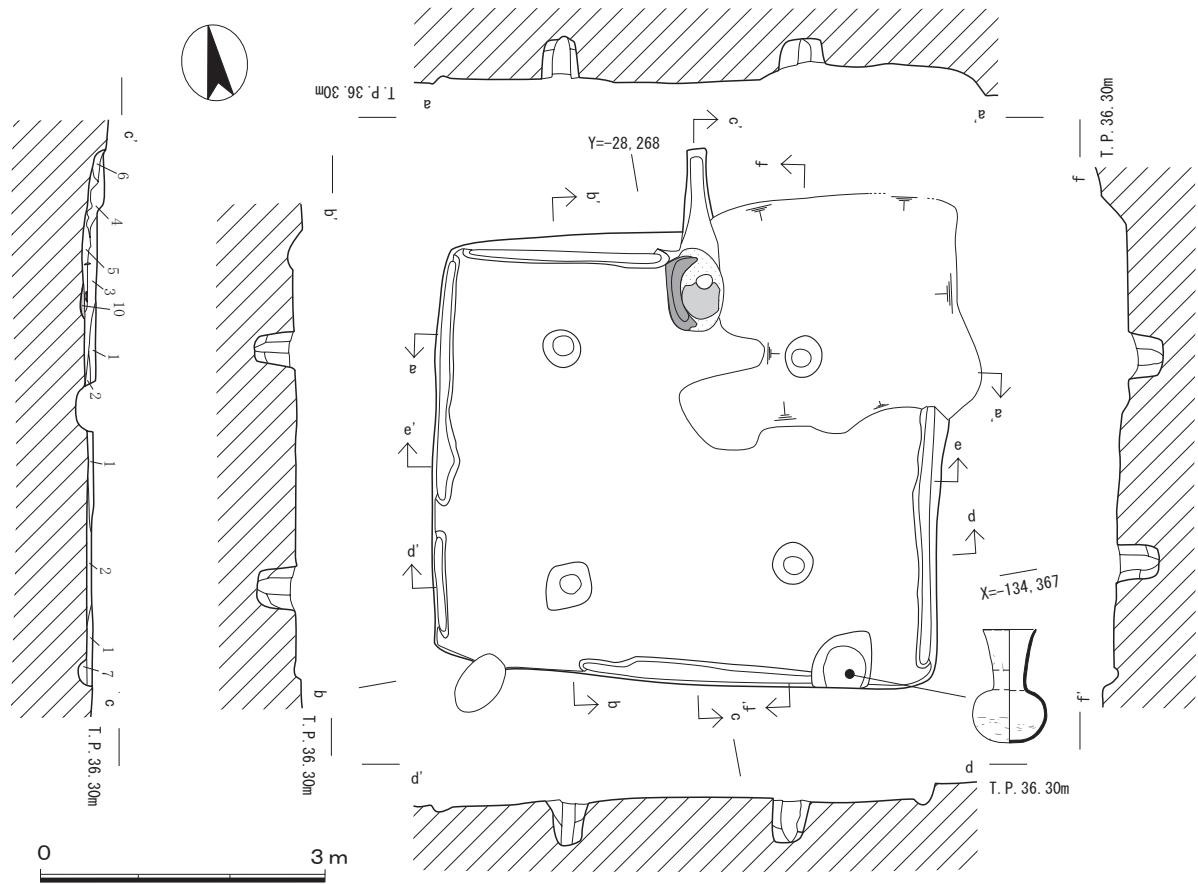 T.P.36.30m
a
a'
T.P.36.30m
c'
Y=-28,268
c'
f
f
b'
b'
6
4
5
3
10
1
2
a
a'
e'
e
1
d'
d
2
X=-134,367
1
7
c
b
b
c
f'
f'
T.P.36.30m
T.P.36.30m
d'
d
T.P.36.30m
0
3m